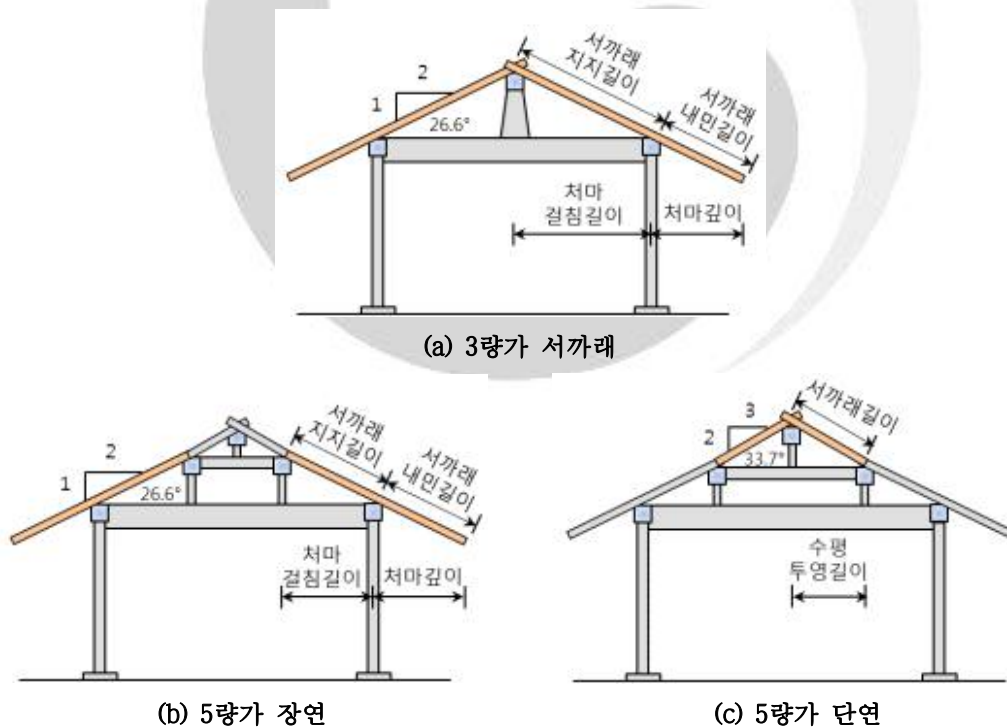 서까래
지지길이
서까래
내민길이
2
1
26.6°
처마
걸침길이
처마깊이
(a) 3량가 서까래
서까래
지지길이
서까래
내민길이
2
1
26.6°
처마
걸침길이
처마깊이
(b) 5량가 장연
서까래길이
3
2
33.7°
수평
투영길이
(c) 5량가 단연